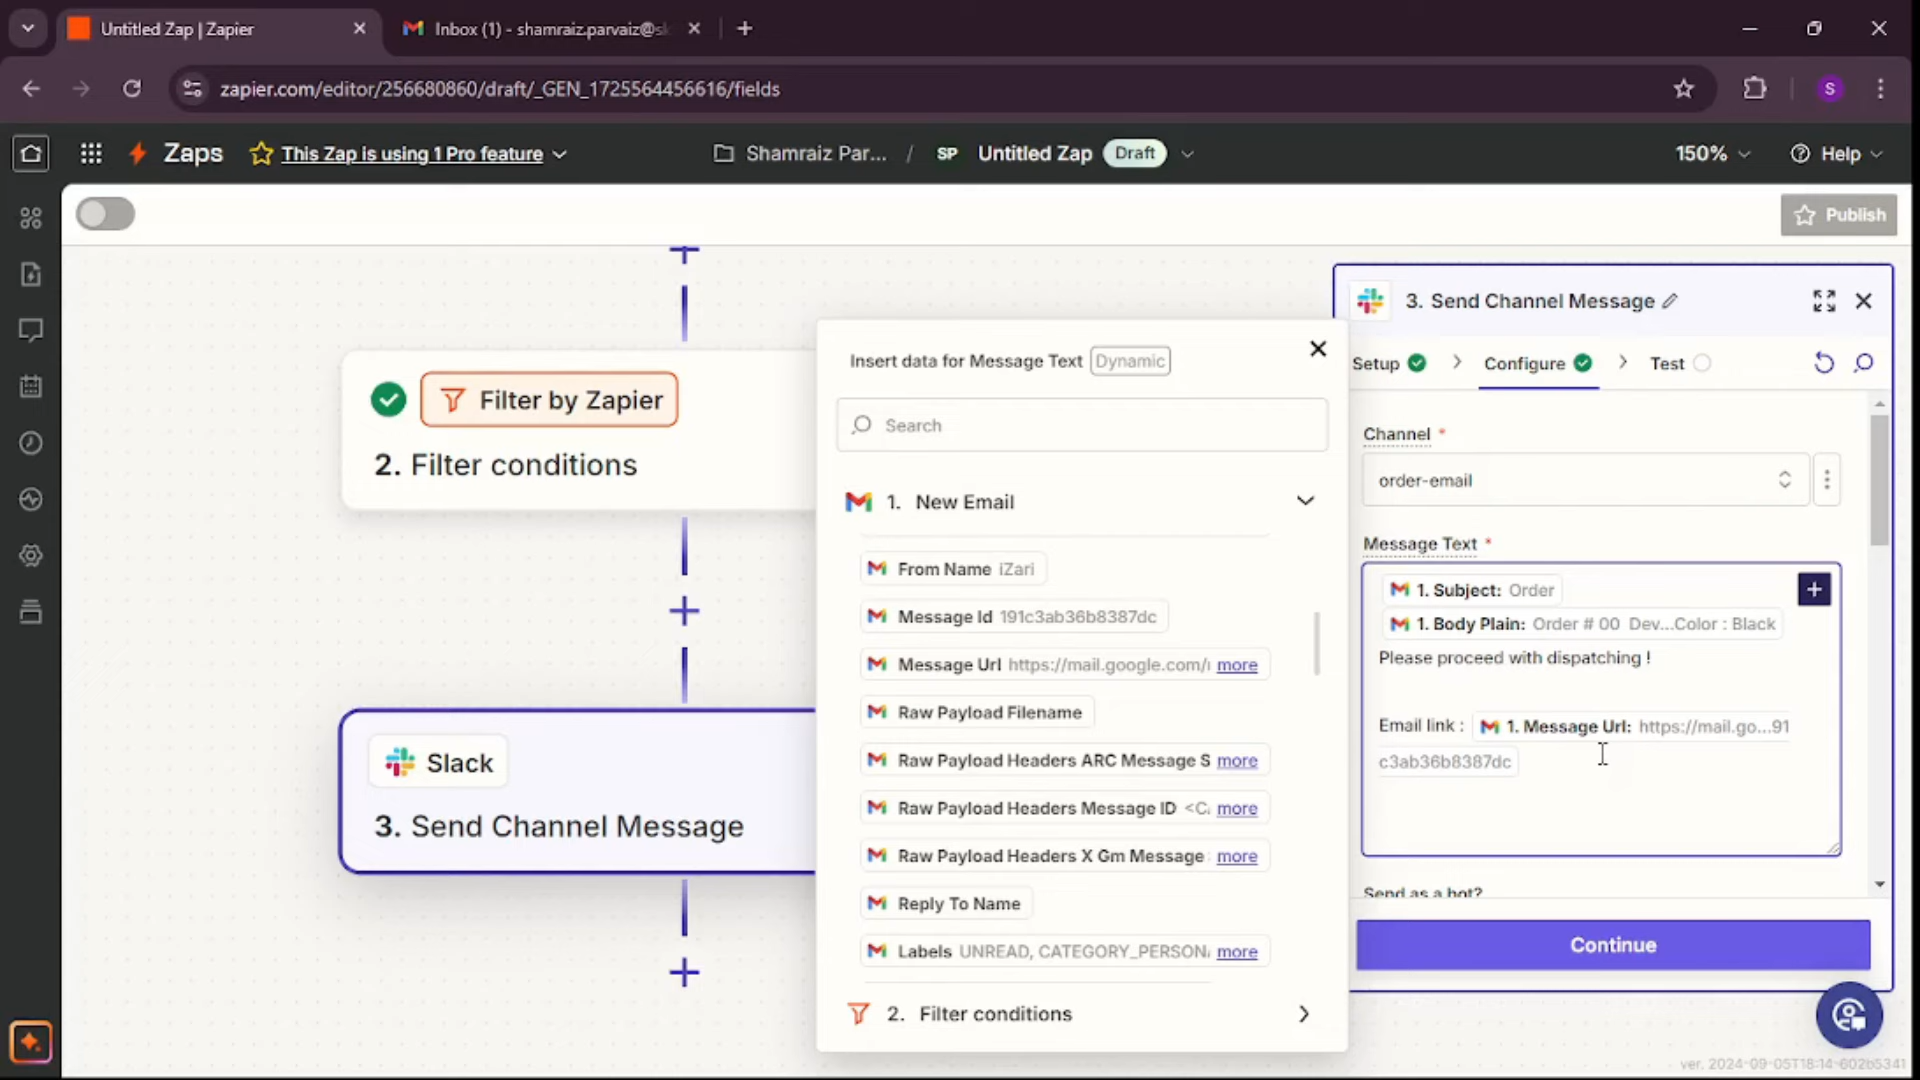 Untitled Zap | Zapier
Inbox (1) - shamraiz.parvaiz@sk
zapier.com/editor/256680860/draft/_GEN_1725564456616/fields
S
Zaps
This Zap is using 1 Pro feature
Shamraiz Par... / SP Untitled Zap Draft
150%
Help
Publish
Filter by Zapier
2. Filter conditions
Slack
3. Send Channel Message
Insert data for Message Text Dynamic
Search
1. New Email
From Name iZari
Message Id 191c3ab36b8387dc
Message Url https://mail.google.com/ more
Raw Payload Filename
Raw Payload Headers ARC Message S more
Raw Payload Headers Message ID <C more
Raw Payload Headers X Gm Message more
Reply To Name
Labels UNREAD, CATEGORY_PERSON more
2. Filter conditions
3. Send Channel Message
Setup
Configure
Test
Channel *
order-email
Message Text *
1. Subject: Order
1. Body Plain: Order # 00 Dev...Color : Black
Please proceed with dispatching !
Email link : 1. Message Url: https://mail.go...91
c3ab36b8387dc
Send as a bot?
Continue
ver. 2024-09-05T18:14-602b5341